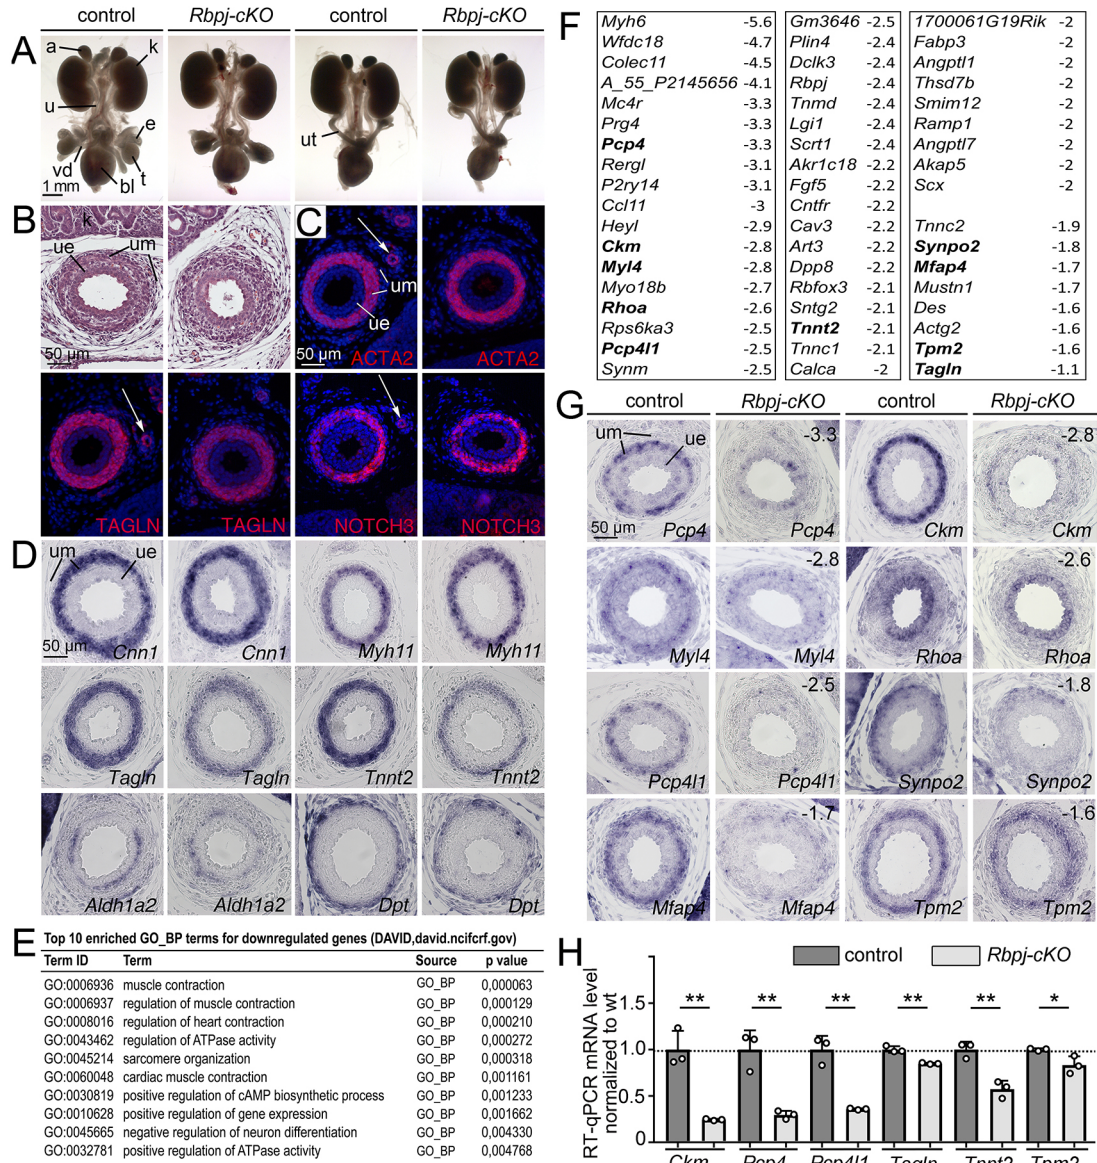 control Rbpj-cKO control Rbpj-cKO
A
a k
u
e
vd
bl t
1 mm
ut
B
k
ue um
50 µm
C
um
ue
50 µm
ACTA2
ACTA2
TAGLN
TAGLN
NOTCH3
NOTCH3
D
um ue
50 µm
Cnn1
Cnn1
Myh11
Myh11
Tagln
Tagln
Tnnt2
Tnnt2
Aldh1a2
Aldh1a2
Dpt
Dpt
E
Top 10 enriched GO_BP terms for downregulated genes (DAVID,david.ncifcrf.gov)
Term ID Term Source p value
GO:0006936 muscle contraction GO_BP 0,000063
GO:0006937 regulation of muscle contraction GO_BP 0,000129
GO:0008016 regulation of heart contraction GO_BP 0,000210
GO:0043462 regulation of ATPase activity GO_BP 0,000272
GO:0045214 sarcomere organization GO_BP 0,000318
GO:0060048 cardiac muscle contraction GO_BP 0,001161
GO:0030819 positive regulation of cAMP biosynthetic process GO_BP 0,001233
GO:0010628 positive regulation of gene expression GO_BP 0,001662
GO:0045665 negative regulation of neuron differentiation GO_BP 0,004330
GO:0032781 positive regulation of ATPase activity GO_BP 0,004768
F
Myh6 -5.6
Wfdc18 -4.7
Colec11 -4.5
A_55_P2145656 -4.1
Mc4r -3.3
Prg4 -3.3
Pcp4 -3.3
Rergl -3.1
P2ry14 -3.1
Ccl11 -3
Heyl -2.9
Ckm -2.8
Myl4 -2.8
Myo18b -2.7
Rhoa -2.6
Rps6ka3 -2.5
Pcp4l1 -2.5
Synm -2.5
Gm3646 -2.5
Plin4 -2.4
Dclk3 -2.4
Rbpj -2.4
Tnmd -2.4
Lgi1 -2.4
Scrt1 -2.4
Akr1c18 -2.2
Fgf5 -2.2
Cntfr -2.2
Cav3 -2.2
Art3 -2.2
Dpp8 -2.2
Rbfox3 -2.1
Sntg2 -2.1
Tnnt2 -2.1
Tnnc1 -2.1
Calca -2
1700061G19Rik -2
Fabp3 -2
Angptl1 -2
Thsd7b -2
Smim12 -2
Ramp1 -2
Angptl7 -2
Akap5 -2
Scx -2
Tnnc2 -1.9
Synpo2 -1.8
Mfap4 -1.7
Mustn1 -1.7
Des -1.6
Actg2 -1.6
Tpm2 -1.6
Tagln -1.1
G
control Rbpj-cKO control Rbpj-cKO
um ue
50 µm
Pcp4
-3.3
Pcp4
Ckm
-2.8
Ckm
Myl4
-2.8
Myl4
Rhoa
-2.6
Rhoa
Pcp4l1
-2.5
Pcp4l1
Synpo2
-1.8
Synpo2
Mfap4
-1.7
Mfap4
Tpm2
-1.6
Tpm2
H
control Rbpj-cKO
RT-qPCR mRNA level
normalized to wt
1.5
1.0
0.5
0
** ** ** ** ** *
Ckm Pcp4 Pcp4l1 Tagln Tnnt2 Tpm2